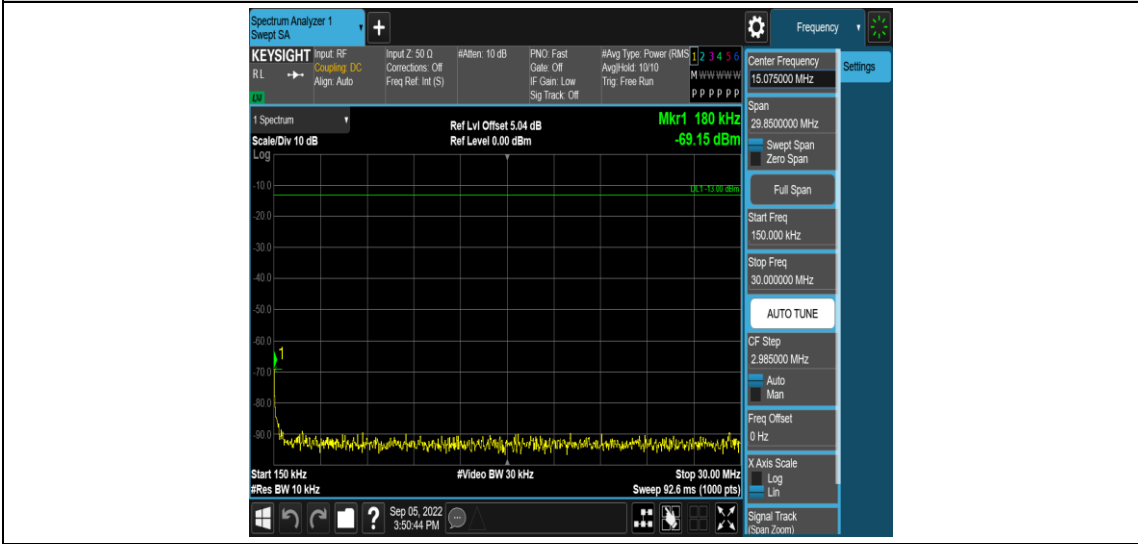 Spectrum Analyzer 1
Swept SA
+
Frequency
KEYSIGHT
RL
Input: RF
Coupling: DC
Align: Auto
Input Z: 50 Ω
Corrections: Off
Freq Ref: Int (S)
#Atten: 10 dB
PNO: Fast
Gate: Off
IF Gain: Low
Sig Track: Off
#Avg Type: Power (RMS
Avg|Hold: 10/10
Trig: Free Run
1 2 3 4 5 6
M W W W W W
P P P P P P
1 Spectrum
Scale/Div 10 dB
Log
Ref Lvl Offset 5.04 dB
Ref Level 0.00 dBm
Mkr1 180 kHz
-69.15 dBm
DL1 -13.00 dBm
-10.0
-20.0
-30.0
-40.0
-50.0
-60.0
1
-70.0
-80.0
-90.0
Start 150 kHz
#Res BW 10 kHz
#Video BW 30 kHz
Stop 30.00 MHz
Sweep 92.6 ms (1000 pts)
?
Sep 05, 2022
3:50:44 PM
Center Frequency
15.075000 MHz
Settings
Span
29.8500000 MHz
Swept Span
Zero Span
Full Span
Start Freq
150.000 kHz
Stop Freq
30.000000 MHz
AUTO TUNE
CF Step
2.985000 MHz
Auto
Man
Freq Offset
0 Hz
X Axis Scale
Log
Lin
Signal Track
(Span Zoom)